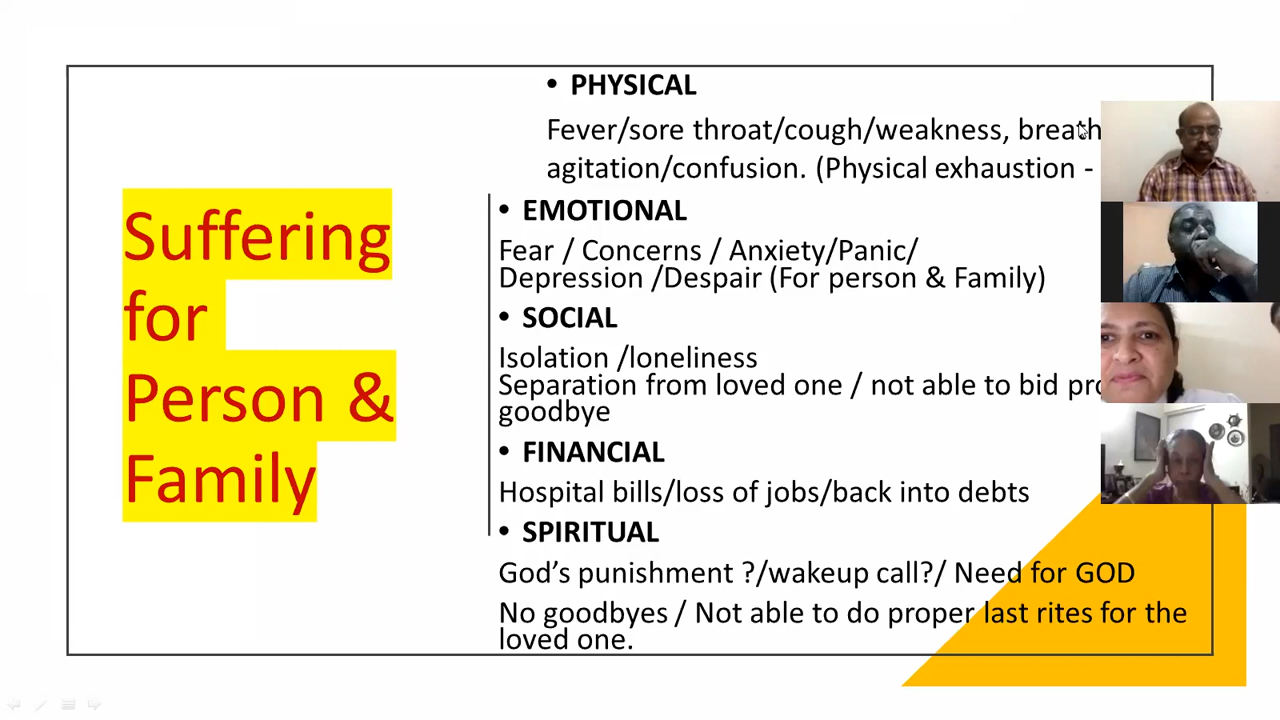 Suffering
for
Person &
Family
• PHYSICAL
Fever/sore throat/cough/weakness,
agitation/confusion. (Physical exhaustion -
• EMOTIONAL
Fear / Concerns / Anxiety/Panic/
Depression /Despair (For person & Family)
• SOCIAL
Isolation /loneliness
Separation from loved one / not able to bid
goodbye
• FINANCIAL
Hospital bills/loss of jobs/back into debts
• SPIRITUAL
God’s punishment ?/wakeup call?/ Need for GOD
No goodbyes / Not able to do proper last rites for the
loved one.